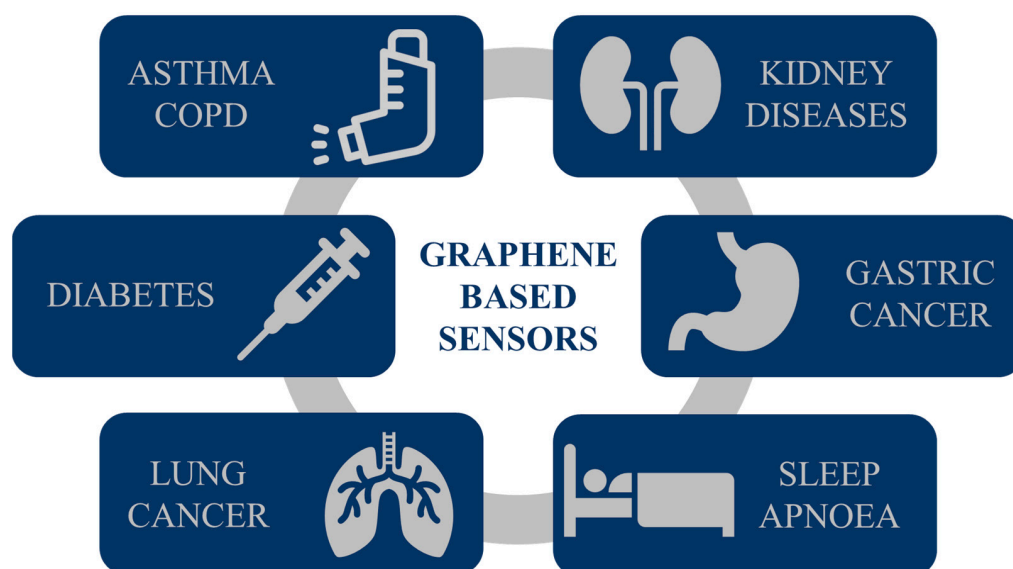 ASTHMA
COPD
KIDNEY
DISEASES
DIABETES
GRAPHENE
BASED
SENSORS
GASTRIC
CANCER
LUNG
CANCER
SLEEP
APNOEA